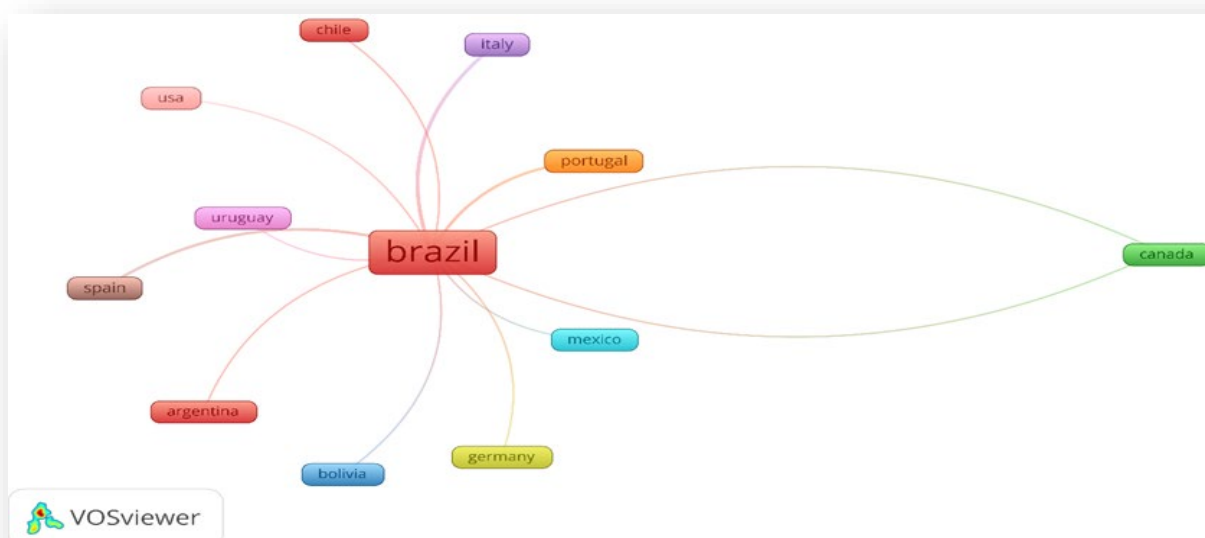 chile
italy
usa
portugal
uruguay
brazil
canada
spain
mexico
argentina
germany
bolivia
VOSviewer